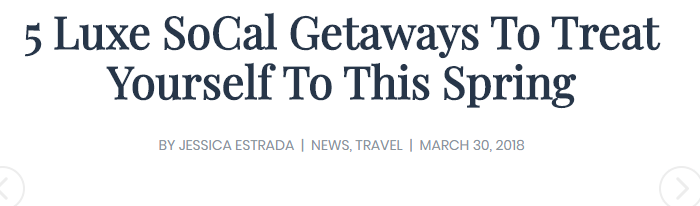 5 Luxe SoCal Getaways To Treat
Yourself To This Spring
BY JESSICA ESTRADA | NEWS, TRAVEL | MARCH 30, 2018